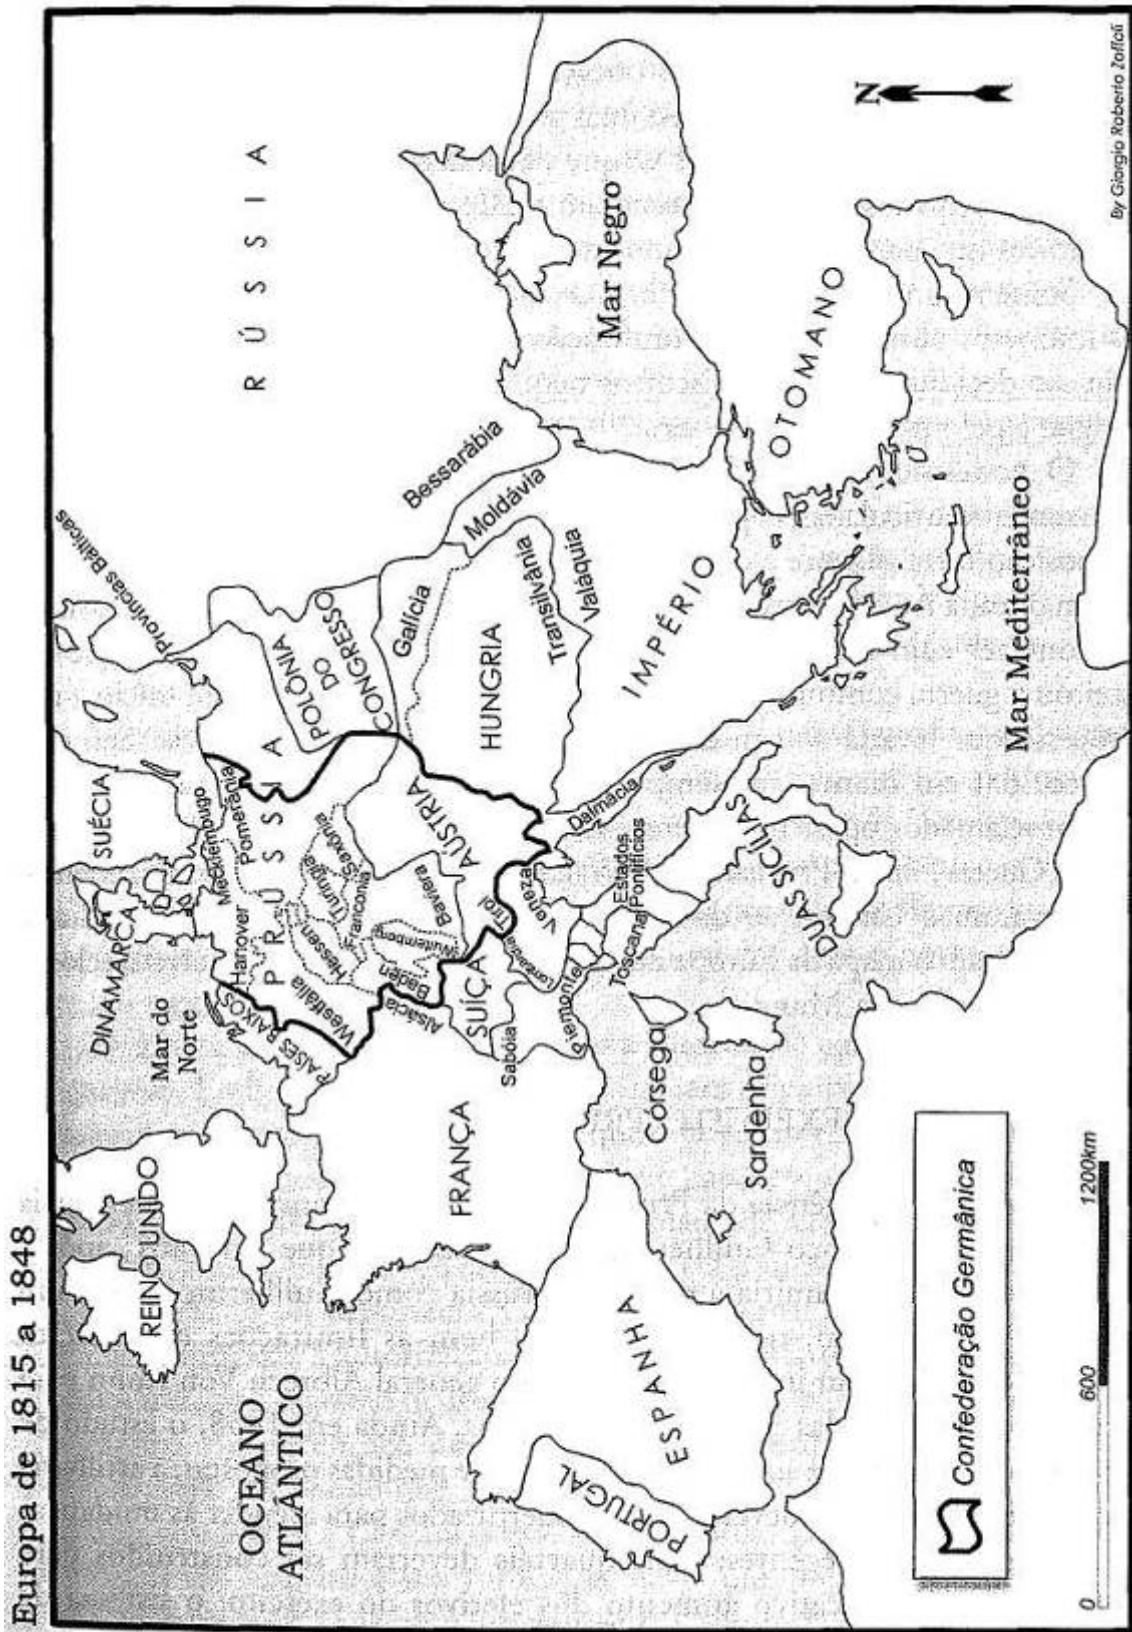 Europa de 1815 a 1848
OCEANO
ATLÂNTICO
REINO UNIDO
Mar do
Norte
DINAMARCA
SUÉCIA
Províncias Bálticas
RÚSSIA
PAÍSES BAIXOS
Hanover
Mecklembugo
Pomerânia
PRÚSSIA
Westfália
Hessen
Turíngia
Saxônia
Franconia
POLÔNIA
DO
CONGRESSO
Galícia
Bessarábia
Moldávia
Alsácia
Baden
Wurtemberg
Baviera
ÁUSTRIA
HUNGRIA
Transilvânia
Valáquia
FRANÇA
SUÍÇA
Tirol
Sabóia
Piemonte
Lombardia
Veneza
Dalmácia
Toscana
Estados
Pontifícios
Córsega
Sardenha
DUAS SICÍLIAS
IMPÉRIO
OTOMANO
Mar Negro
Mar Mediterrâneo
PORTUGAL
ESPANHA
N
Confederação Germânica
0
600
1200km
By Giorgio Roberto Zoffoli